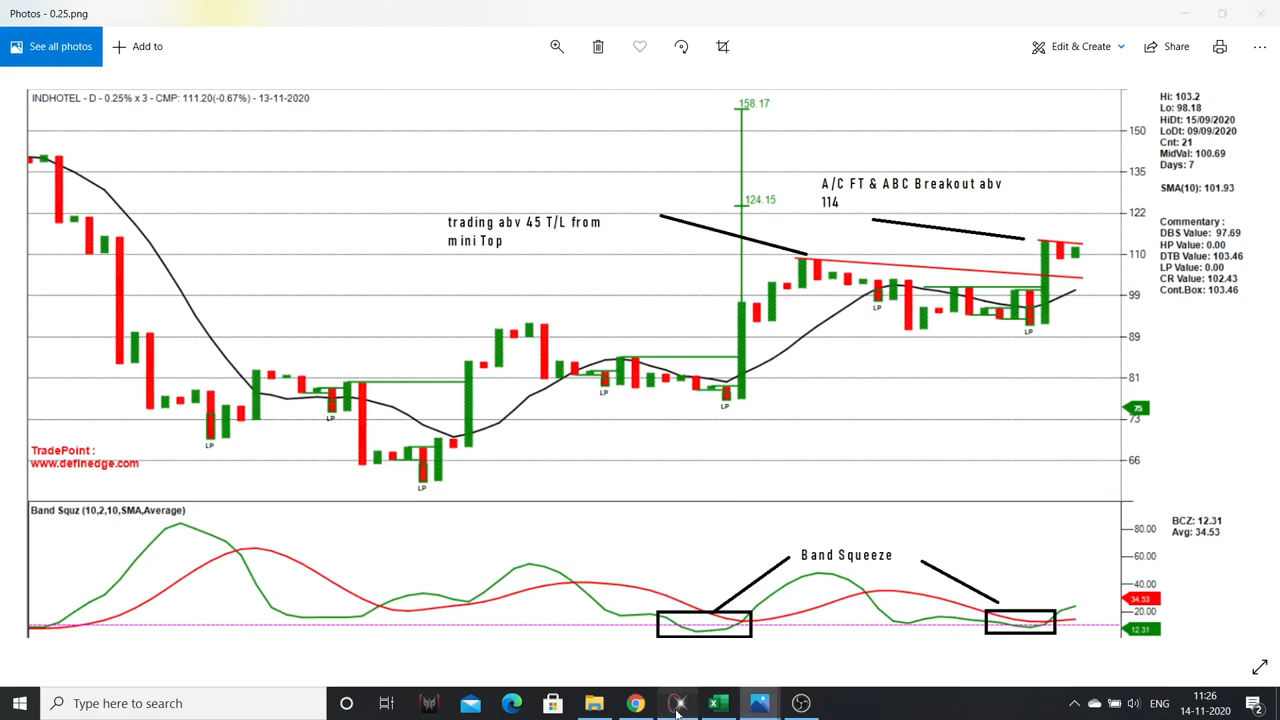 Photos - 0.25.png
See all photos
Add to
Edit & Create
Share
INDHOTEL - D - 0.25% x 3 - CMP: 111.20(-0.67%) - 13-11-2020
158.17
124.15
A/C FT & ABC Breakout abv
114
trading abv 45 T/L from
mini Top
150
135
122
110
99
89
81
75
73
66
Hi: 103.2
Lo: 98.18
HiDt: 15/09/2020
LoDt: 09/09/2020
Cnt: 21
MidVal: 100.69
Days: 7
SMA(10): 101.93
Commentary :
DBS Value: 97.69
HP Value: 0.00
DTB Value: 103.46
LP Value: 0.00
CR Value: 102.43
Cont.Box: 103.46
LP
LP
LP
LP
LP
LP
LP
TradePoint :
www.definedge.com
Band Squz (10,2,10,SMA,Average)
Band Squeeze
80.00
60.00
40.00
34.53
20.00
12.31
BCZ: 12.31
Avg: 34.53
Type here to search
ENG
11:26
14-11-2020
2